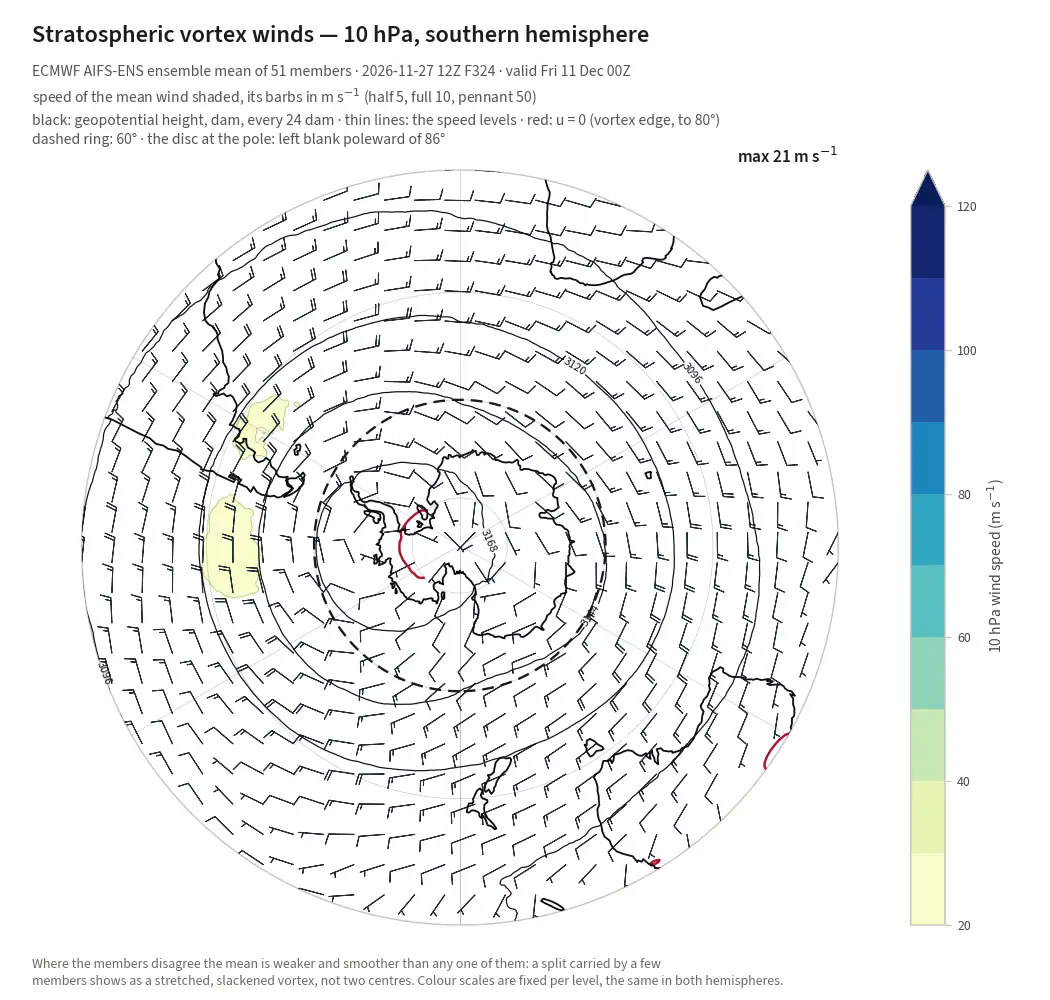 Stratospheric vortex winds — 10 hPa, southern hemisphere
ECMWF AIFS-ENS ensemble mean of 51 members · 2026-11-27 12Z F324 · valid Fri 11 Dec 00Z
speed of the mean wind shaded, its barbs in m s⁻¹ (half 5, full 10, pennant 50)
black: geopotential height, dam, every 24 dam · thin lines: the speed levels · red: u = 0 (vortex edge, to 80°)
dashed ring: 60° · the disc at the pole: left blank poleward of 86°
max 21 m s⁻¹
120
100
80
60
40
20
10 hPa wind speed (m s⁻¹)
3120
3096
3168
3096
Where the members disagree the mean is weaker and smoother than any one of them: a split carried by a few
members shows as a stretched, slackened vortex, not two centres. Colour scales are fixed per level, the same in both hemispheres.